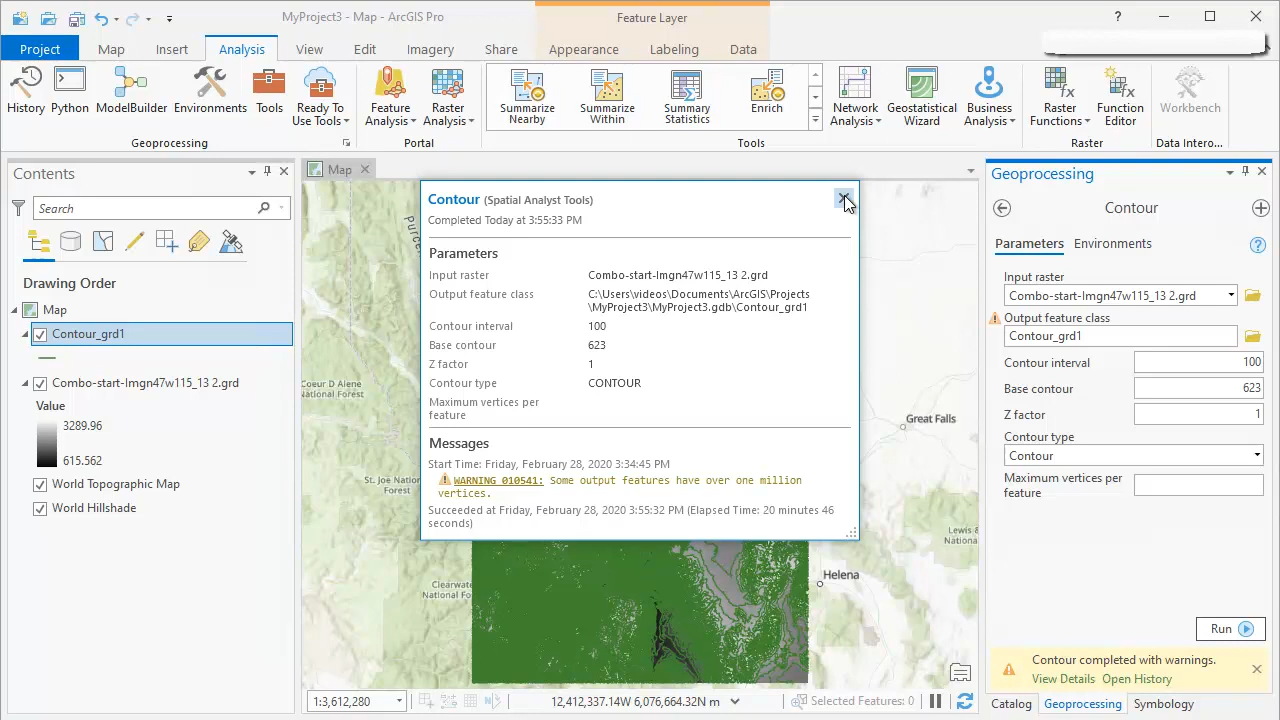 MyProject3 - Map - ArcGIS Pro
Feature Layer
?
Project
Map
Insert
Analysis
View
Edit
Imagery
Share
Appearance
Labeling
Data
History
Python
ModelBuilder
Environments
Tools
Ready To
Use Tools
Feature
Analysis
Raster
Analysis
Summarize
Nearby
Summarize
Within
Summary
Statistics
Enrich
Network
Analysis
Geostatistical
Wizard
Business
Analysis
Raster
Functions
Function
Editor
Workbench
Geoprocessing
Portal
Tools
Raster
Data Intero...
Contents
Search
Drawing Order
Map
Contour_grd1
Combo-start-Imgn47w115_13 2.grd
Value
3289.96
615.562
World Topographic Map
World Hillshade
Map
Contour (Spatial Analyst Tools)
Completed Today at 3:55:33 PM
Parameters
Input raster Combo-start-Imgn47w115_13 2.grd
Output feature class C:\Users\videos\Documents\ArcGIS\Projects
\MyProject3\MyProject3.gdb\Contour_grd1
Contour interval 100
Base contour 623
Z factor 1
Contour type CONTOUR
Maximum vertices per
feature
Messages
Start Time: Friday, February 28, 2020 3:34:45 PM
WARNING 010541: Some output features have over one million
vertices.
Succeeded at Friday, February 28, 2020 3:55:32 PM (Elapsed Time: 20 minutes 46
seconds)
Purce
Coeur D Alene
National Forest
St. Joe National
Forest
Clearwate
National Fo
Great Falls
Lewis &
National
Helena
1:3,612,280
12,412,337.14W 6,076,664.32N m
Selected Features: 0
Geoprocessing
Contour
Parameters
Environments
?
Input raster
Combo-start-Imgn47w115_13 2.grd
Output feature class
Contour_grd1
Contour interval 100
Base contour 623
Z factor 1
Contour type
Contour
Maximum vertices per
feature
Run
Contour completed with warnings.
View Details Open History
Catalog
Geoprocessing
Symbology